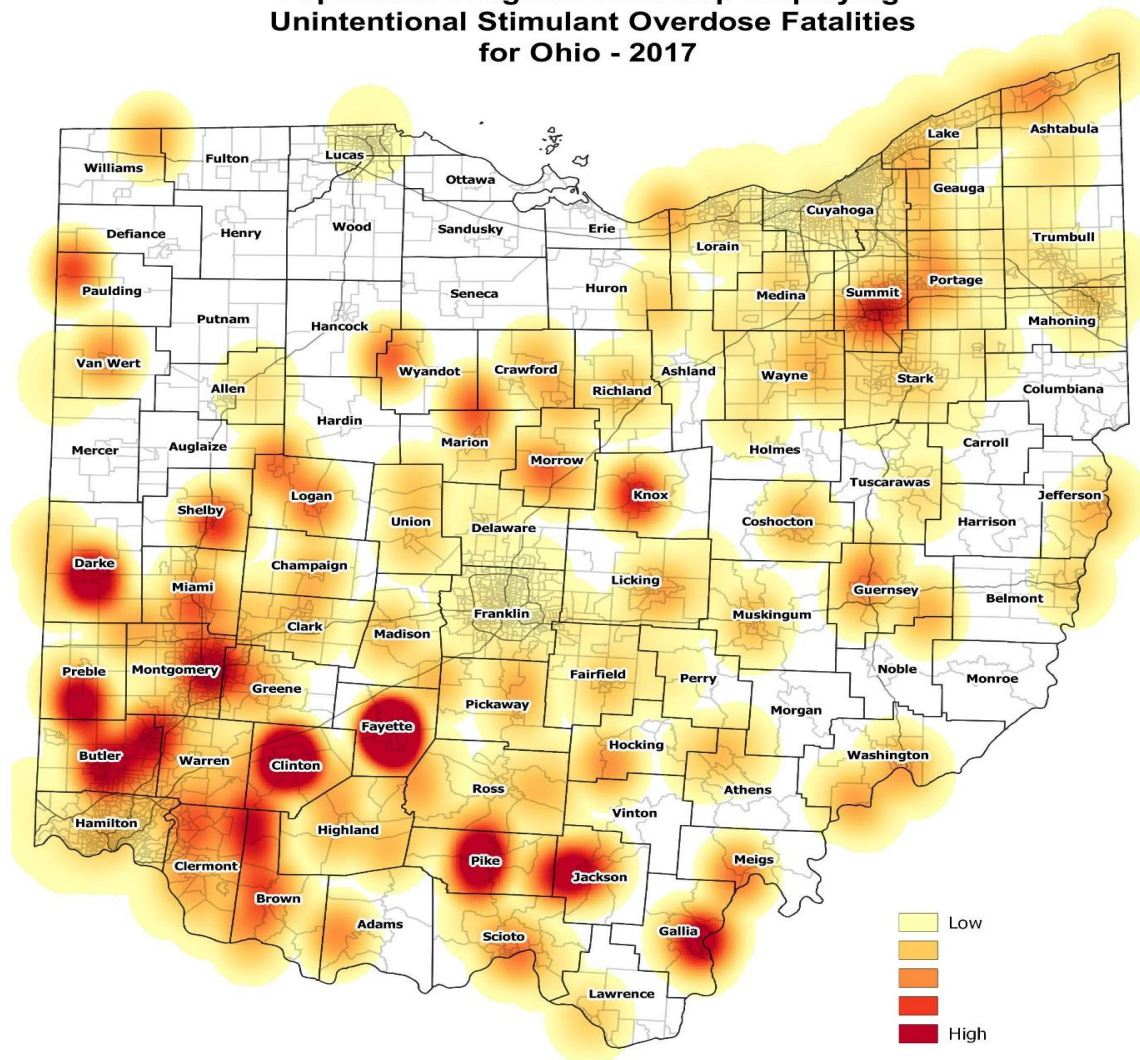 Unintentional Stimulant Overdose Fatalities
for Ohio - 2017
Lake
Ashtabula
Williams
Fulton
Lucas
Ottawa
Geauga
Cuyahoga
Defiance
Henry
Wood
Sandusky
Erie
Lorain
Trumbull
Paulding
Putnam
Seneca
Huron
Medina
Summit
Portage
Mahoning
Hancock
Van Wert
Allen
Wyandot
Crawford
Richland
Ashland
Wayne
Stark
Columbiana
Mercer
Auglaize
Hardin
Marion
Morrow
Holmes
Carroll
Tuscarawas
Jefferson
Shelby
Logan
Union
Delaware
Knox
Coshocton
Harrison
Darke
Miami
Champaign
Licking
Guernsey
Belmont
Clark
Madison
Franklin
Muskingum
Preble
Montgomery
Greene
Fairfield
Perry
Noble
Monroe
Fayette
Pickaway
Morgan
Butler
Warren
Clinton
Hocking
Washington
Ross
Athens
Hamilton
Highland
Vinton
Clermont
Pike
Jackson
Meigs
Brown
Adams
Scioto
Gallia
Lawrence
Low
High